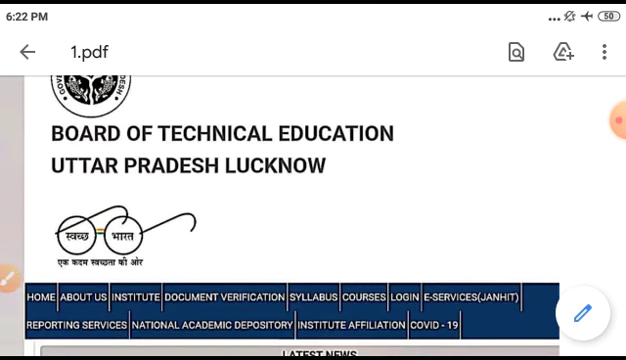 6:22 PM
50
1.pdf
BOARD OF TECHNICAL EDUCATION
UTTAR PRADESH LUCKNOW
स्वच्छ भारत
एक कदम स्वच्छता की ओर
HOME ABOUT US INSTITUTE DOCUMENT VERIFICATION SYLLABUS COURSES LOGIN E-SERVICES(JANHIT)
REPORTING SERVICES NATIONAL ACADEMIC DEPOSITORY INSTITUTE AFFILIATION COVID - 19
LATEST NEWS